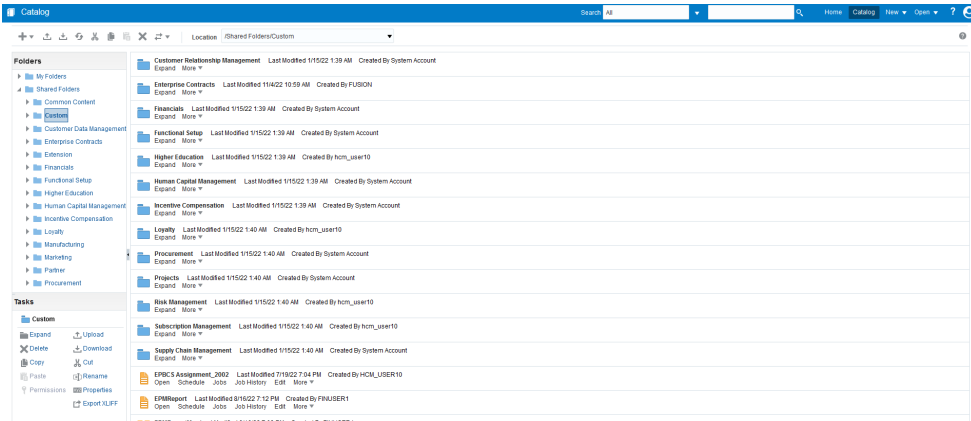 Catalog
Search All
Home Catalog New Open ?
Location /Shared Folders/Custom
Folders
My Folders
Shared Folders
Common Content
Custom
Customer Data Management
Enterprise Contracts
Extension
Financials
Functional Setup
Higher Education
Human Capital Management
Incentive Compensation
Loyalty
Manufacturing
Marketing
Partner
Procurement
Tasks
Custom
Expand Upload
Delete Download
Copy Cut
Paste Rename
Permissions Properties
Export XLIFF
Customer Relationship Management Last Modified 1/15/22 1:39 AM Created By System Account
Expand More
Enterprise Contracts Last Modified 11/4/22 10:59 AM Created By FUSION
Expand More
Financials Last Modified 1/15/22 1:39 AM Created By System Account
Expand More
Functional Setup Last Modified 1/15/22 1:39 AM Created By System Account
Expand More
Higher Education Last Modified 1/15/22 1:39 AM Created By hcm_user10
Expand More
Human Capital Management Last Modified 1/15/22 1:39 AM Created By System Account
Expand More
Incentive Compensation Last Modified 1/15/22 1:39 AM Created By System Account
Expand More
Loyalty Last Modified 1/15/22 1:40 AM Created By hcm_user10
Expand More
Procurement Last Modified 1/15/22 1:40 AM Created By System Account
Expand More
Projects Last Modified 1/15/22 1:40 AM Created By System Account
Expand More
Risk Management Last Modified 1/15/22 1:40 AM Created By hcm_user10
Expand More
Subscription Management Last Modified 1/15/22 1:40 AM Created By hcm_user10
Expand More
Supply Chain Management Last Modified 1/15/22 1:40 AM Created By System Account
Expand More
EPBCS Assignment_2002 Last Modified 7/19/22 7:04 PM Created By HCM_USER10
Open Schedule Jobs Job History Edit More
EPMReport Last Modified 8/16/22 7:12 PM Created By FINUSER1
Open Schedule Jobs Job History Edit More